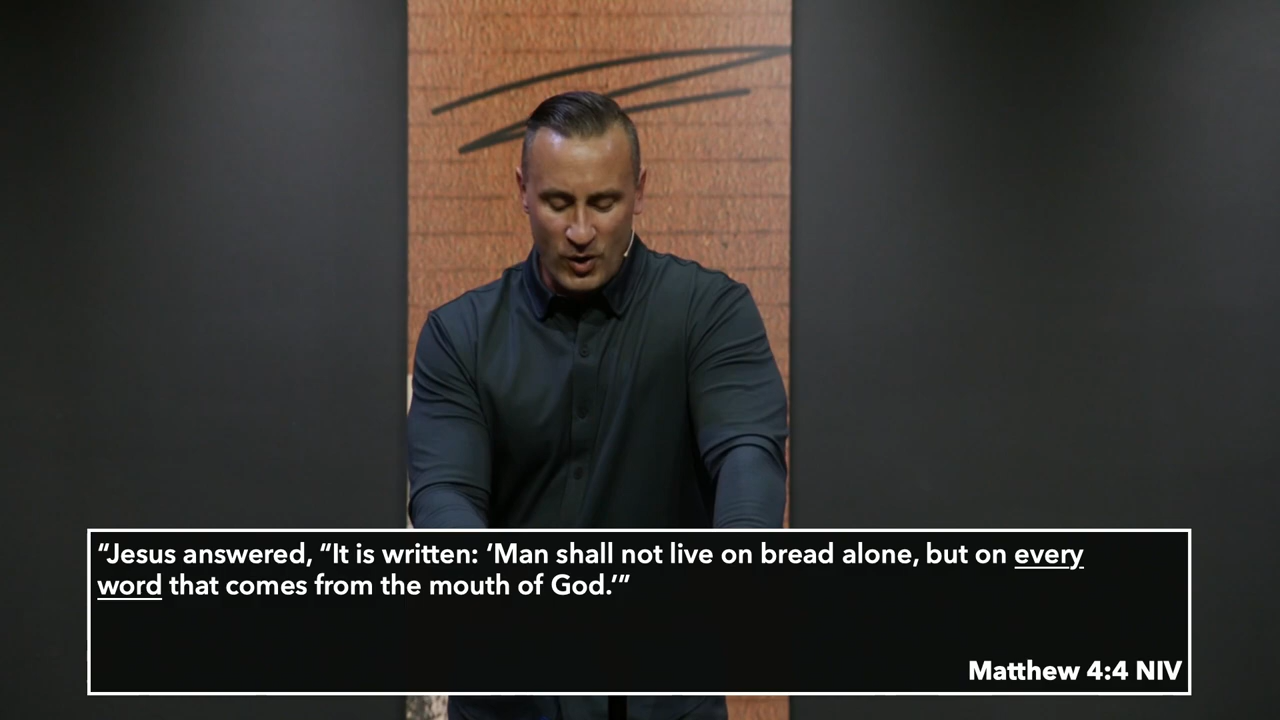 “Jesus answered, “It is written: ‘Man shall not live on bread alone, but on every
word that comes from the mouth of God.’”
Matthew 4:4 NIV